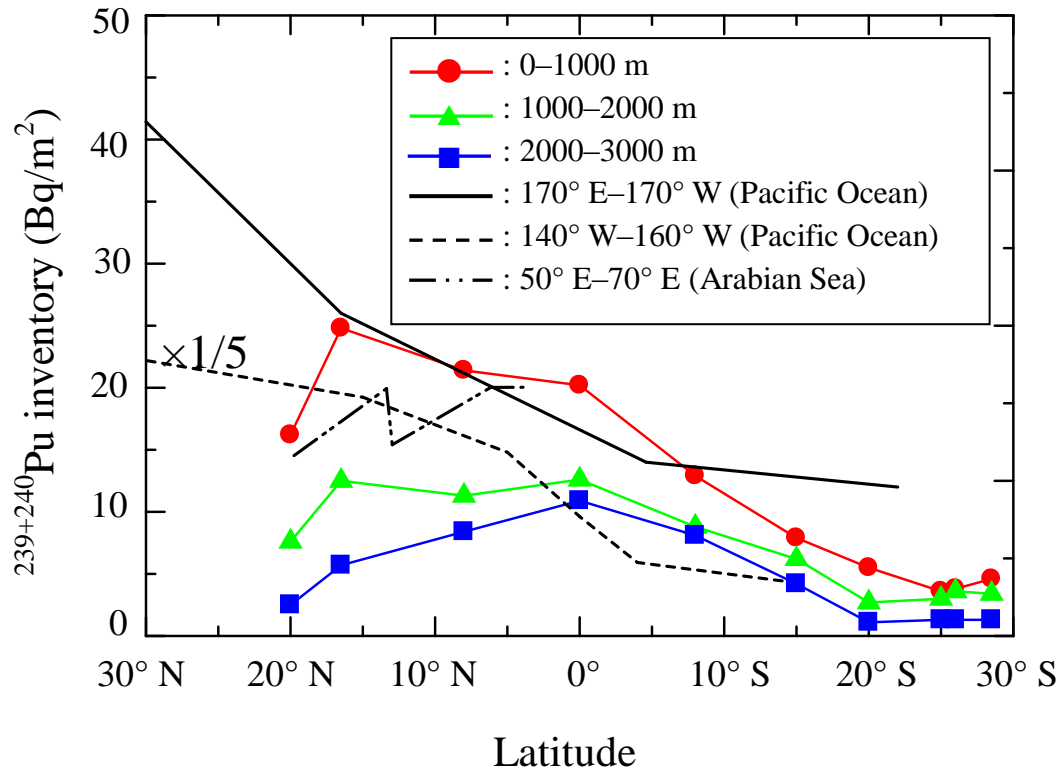 50
40
30
20
10
0
²³⁹⁺²⁴⁰Pu inventory (Bq/m²)
: 0–1000 m
: 1000–2000 m
: 2000–3000 m
: 170° E–170° W (Pacific Ocean)
: 140° W–160° W (Pacific Ocean)
: 50° E–70° E (Arabian Sea)
×1/5
30° N 20° N 10° N 0° 10° S 20° S 30° S
Latitude